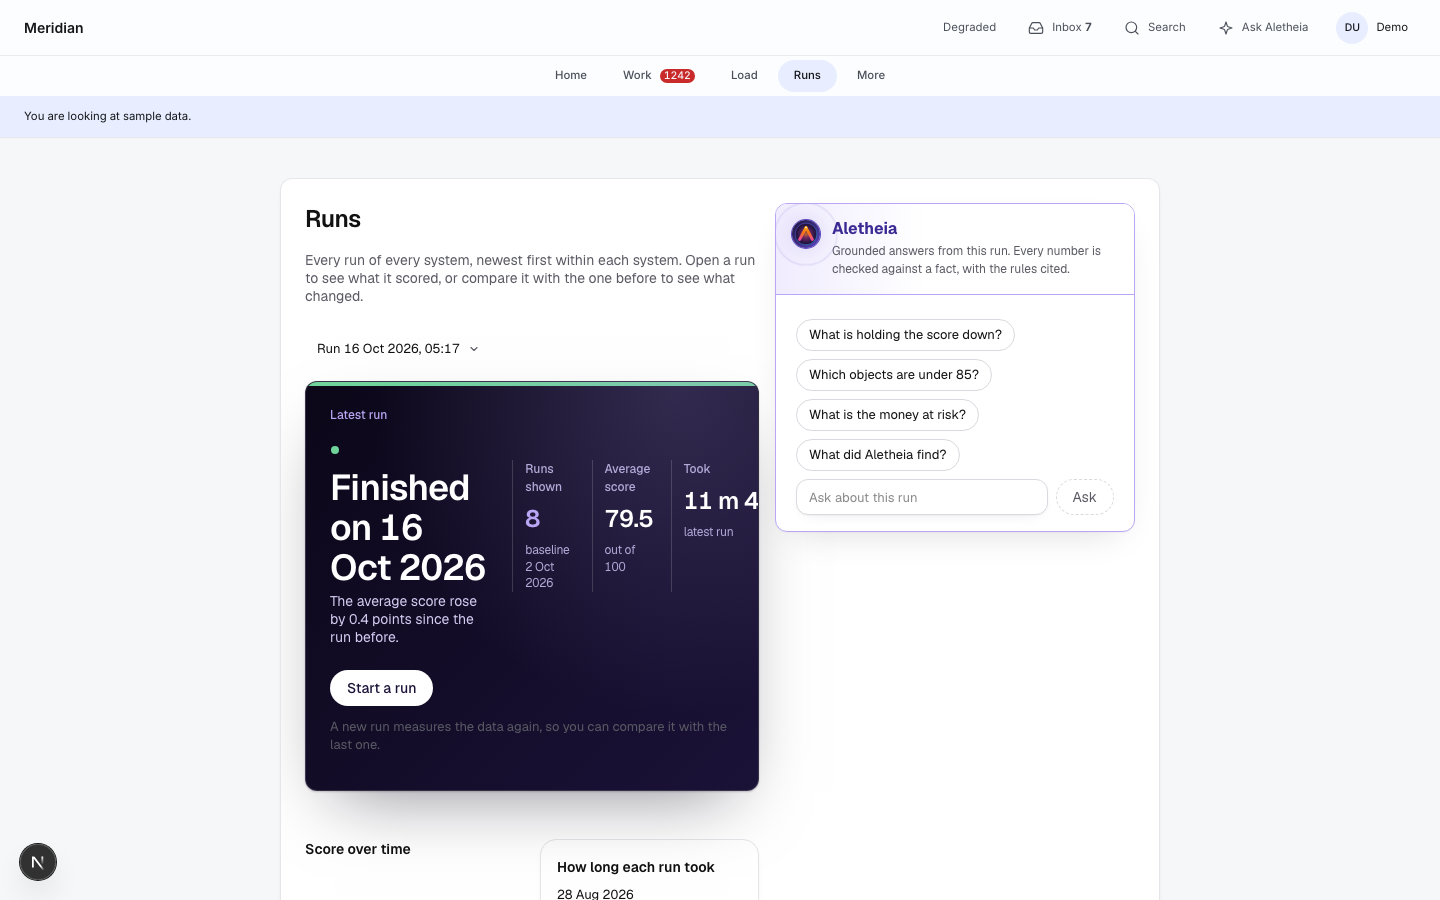 Meridian
Degraded
Inbox 7
Search
Ask Aletheia
DU
Demo
Home
Work 1242
Load
Runs
More
You are looking at sample data.
Runs
Every run of every system, newest first within each system. Open a run
to see what it scored, or compare it with the one before to see what
changed.
Run 16 Oct 2026, 05:17
Latest run
Finished
on 16
Oct 2026
The average score rose
by 0.4 points since the
run before.
Runs
shown
8
baseline
2 Oct
2026
Average
score
79.5
out of
100
Took
11 m 4
latest run
Start a run
A new run measures the data again, so you can compare it with the
last one.
Aletheia
Grounded answers from this run. Every number is
checked against a fact, with the rules cited.
What is holding the score down?
Which objects are under 85?
What is the money at risk?
What did Aletheia find?
Ask about this run
Ask
Score over time
How long each run took
28 Aug 2026
N